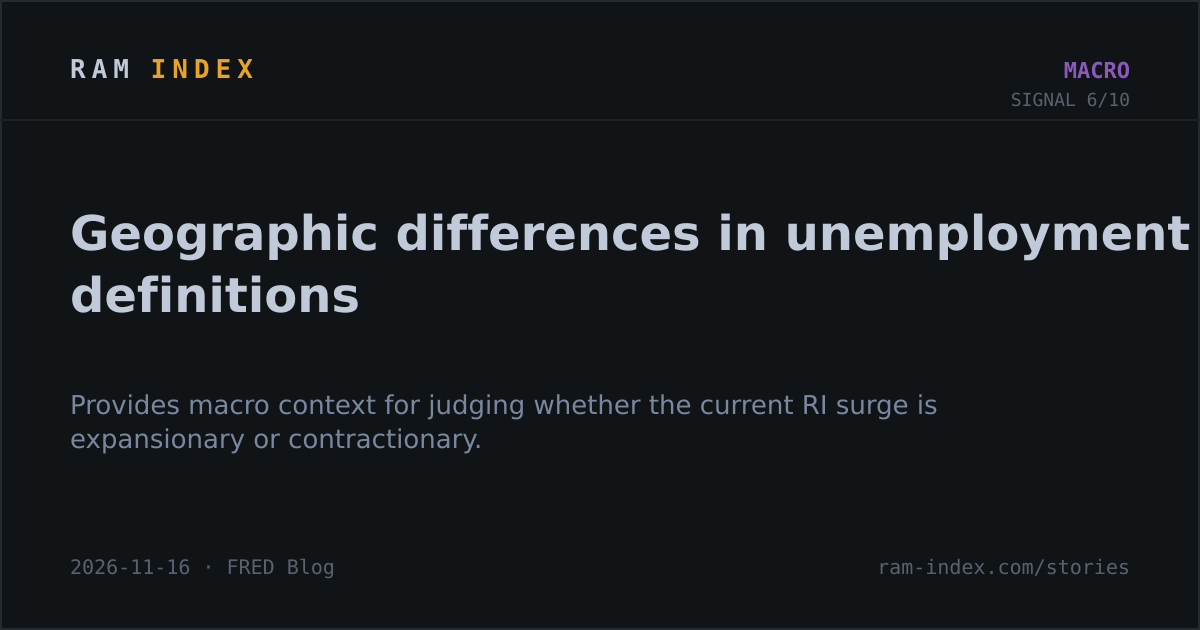 RAM INDEX
MACRO
SIGNAL 6/10
Geographic differences in unemployment
definitions
Provides macro context for judging whether the current RI surge is
expansionary or contractionary.
2026-11-16 · FRED Blog
ram-index.com/stories